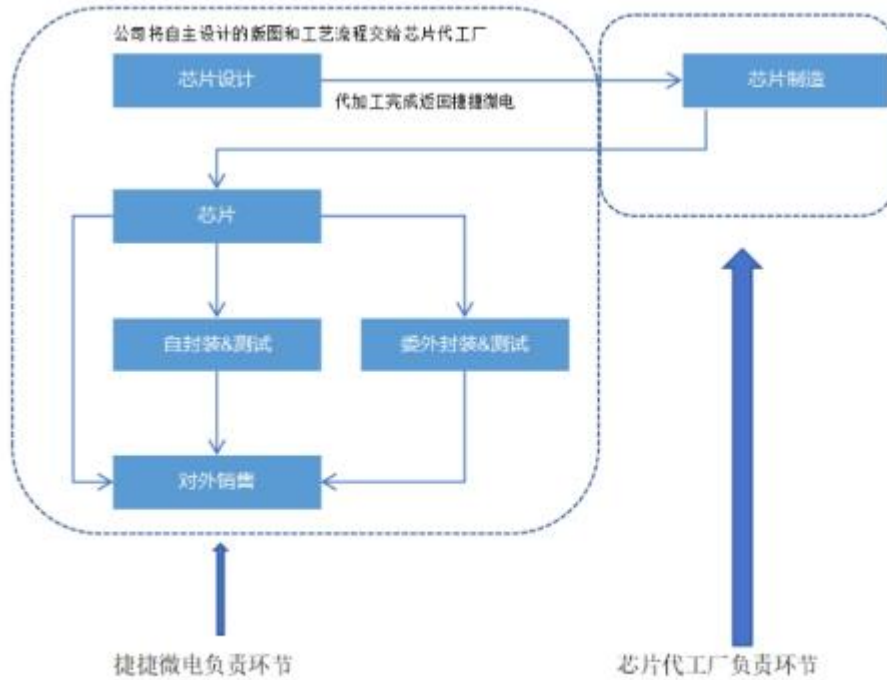 公司将自主设计的版图和工艺流程交给芯片代工厂
芯片设计
芯片制造
代加工完成返回捷捷微电
芯片
自封装&测试
委外封装&测试
对外销售
捷捷微电负责环节
芯片代工厂负责环节